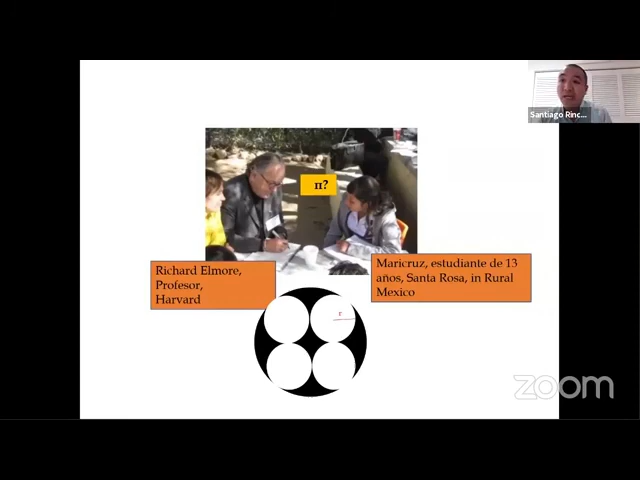 Santiago Rinc...
π?
Richard Elmore,
Profesor,
Harvard
Maricruz, estudiante de 13
años, Santa Rosa, in Rural
Mexico
r
zoom